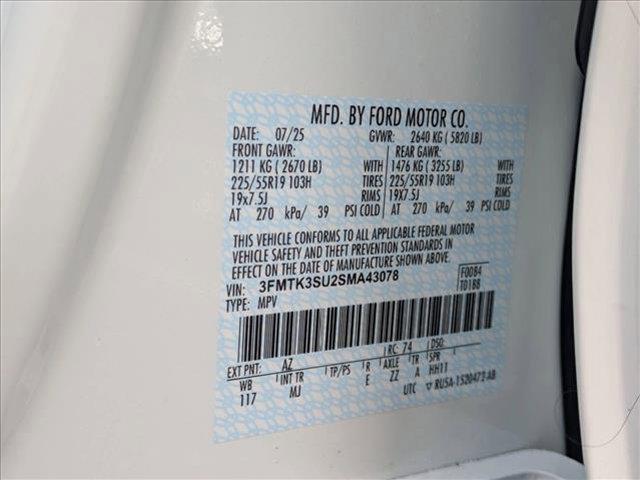 MFD. BY FORD MOTOR CO.
DATE: 07/25 GVWR: 2640 KG ( 5820 LB)
FRONT GAWR: REAR GAWR:
1211 KG ( 2670 LB) WITH 1476 KG ( 3255 LB) WITH
225/55R19 103H TIRES 225/55R19 103H TIRES
19x7.5J RIMS 19x7.5J RIMS
AT 270 kPa/ 39 PSI COLD AT 270 kPa/ 39 PSI COLD
THIS VEHICLE CONFORMS TO ALL APPLICABLE FEDERAL MOTOR
VEHICLE SAFETY AND THEFT PREVENTION STANDARDS IN
EFFECT ON THE DATE OF MANUFACTURE SHOWN ABOVE.
VIN: 3FMTK3SU2SMA43078 F0084
TYPE: MPV T01BB
EXT PNT: AZ RC: 74 DSO:
WB INT TR TP/PS R AXLE TR SPR
117 MJ E ZZ A HH11
UTC RU5A-1520472-AB